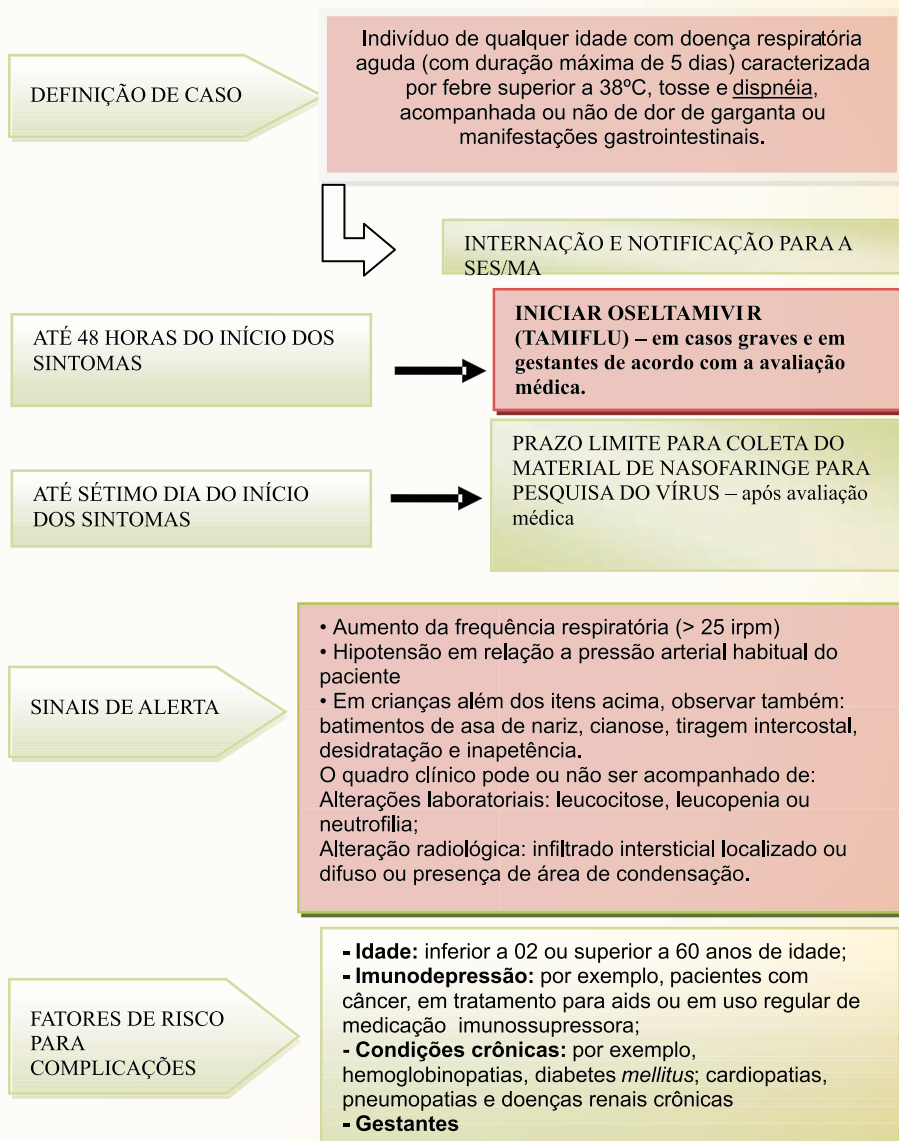 DEFINIÇÃO DE CASO
Indivíduo de qualquer idade com doença respiratória
aguda (com duração máxima de 5 dias) caracterizada
por febre superior a 38ºC, tosse e dispnéia,
acompanhada ou não de dor de garganta ou
manifestações gastrointestinais.
INTERNAÇÃO E NOTIFICAÇÃO PARA A
SES/MA
ATÉ 48 HORAS DO INÍCIO DOS
SINTOMAS
INICIAR OSELTAMIVI R
(TAMIFLU) – em casos graves e em
gestantes de acordo com a avaliação
médica.
ATÉ SÉTIMO DIA DO INÍCIO
DOS SINTOMAS
PRAZO LIMITE PARA COLETA DO
MATERIAL DE NASOFARINGE PARA
PESQUISA DO VÍRUS – após avaliação
médica
SINAIS DE ALERTA
• Aumento da frequência respiratória (> 25 irpm)
• Hipotensão em relação a pressão arterial habitual do
paciente
• Em crianças além dos itens acima, observar também:
batimentos de asa de nariz, cianose, tiragem intercostal,
desidratação e inapetência.
O quadro clínico pode ou não ser acompanhado de:
Alterações laboratoriais: leucocitose, leucopenia ou
neutrofilia;
Alteração radiológica: infiltrado intersticial localizado ou
difuso ou presença de área de condensação.
FATORES DE RISCO
PARA
COMPLICAÇÕES
- Idade: inferior a 02 ou superior a 60 anos de idade;
- Imunodepressão: por exemplo, pacientes com
câncer, em tratamento para aids ou em uso regular de
medicação imunossupressora;
- Condições crônicas: por exemplo,
hemoglobinopatias, diabetes mellitus; cardiopatias,
pneumopatias e doenças renais crônicas
- Gestantes